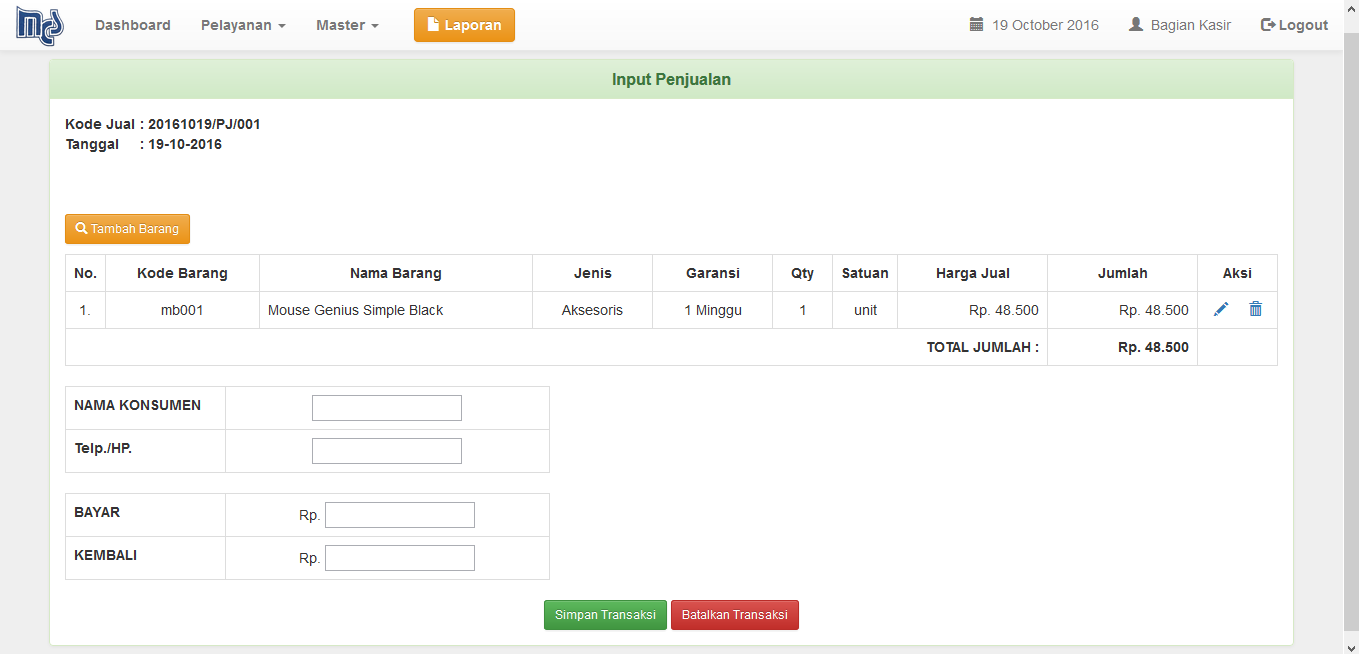 mcs Dashboard Pelayanan Master Laporan 19 October 2016 Bagian Kasir Logout
Input Penjualan
Kode Jual : 20161019/PJ/001
Tanggal : 19-10-2016
Tambah Barang
No. Kode Barang Nama Barang Jenis Garansi Qty Satuan Harga Jual Jumlah Aksi
1. mb001 Mouse Genius Simple Black Aksesoris 1 Minggu 1 unit Rp. 48.500 Rp. 48.500
TOTAL JUMLAH : Rp. 48.500
NAMA KONSUMEN
Telp./HP.
BAYAR Rp.
KEMBALI Rp.
Simpan Transaksi Batalkan Transaksi